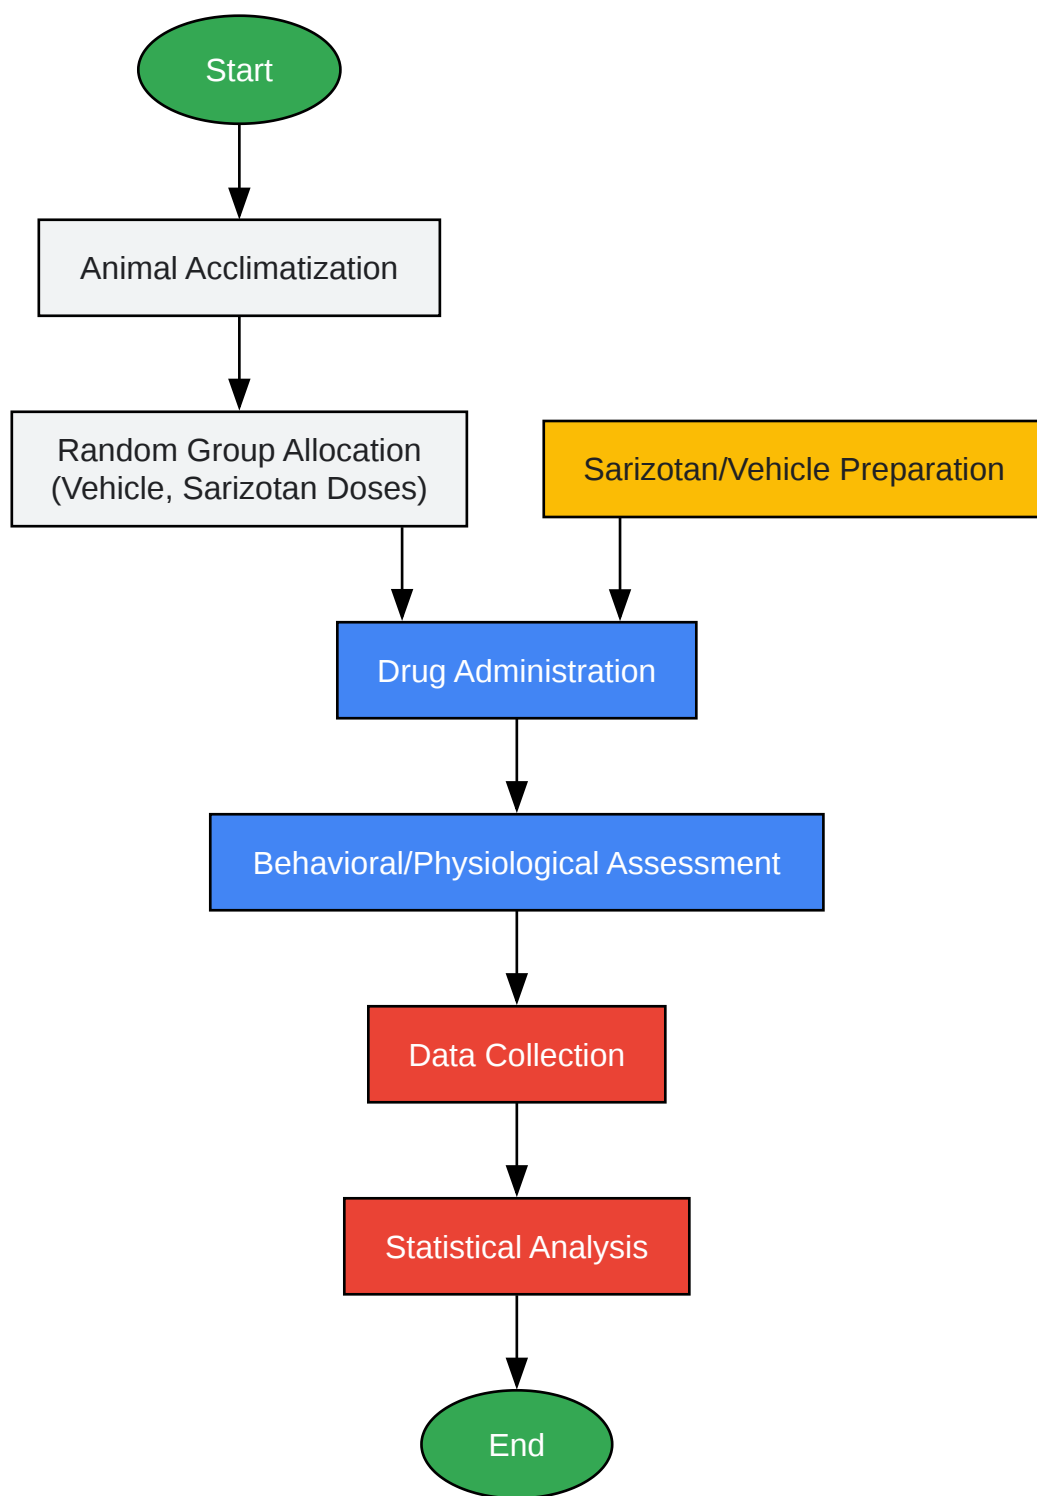 Start
Animal Acclimatization
Random Group Allocation
(Vehicle, Sarizotan Doses)
Sarizotan/Vehicle Preparation
Drug Administration
Behavioral/Physiological Assessment
Data Collection
Statistical Analysis
End